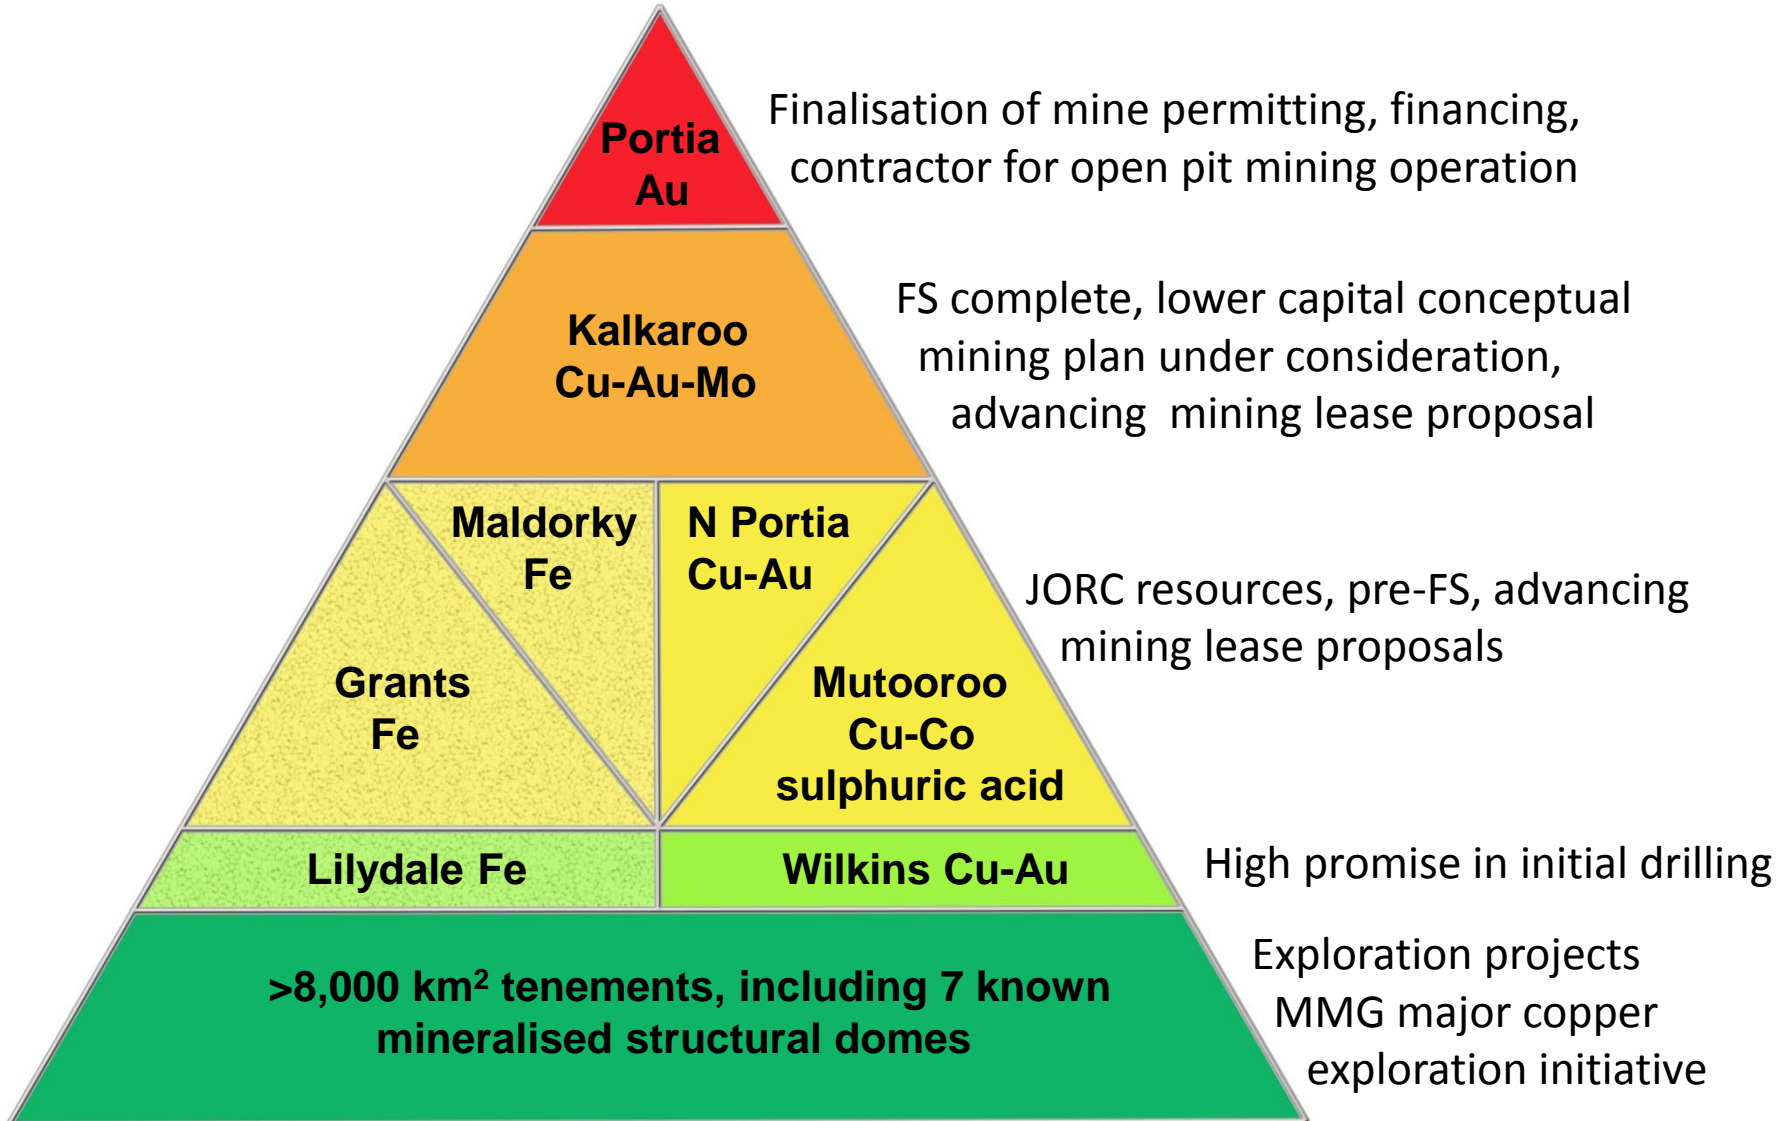 Portia
Au
Finalisation of mine permitting, financing,
contractor for open pit mining operation
Kalkaroo
Cu-Au-Mo
FS complete, lower capital conceptual
mining plan under consideration,
advancing mining lease proposal
Maldorky
Fe
N Portia
Cu-Au
Grants
Fe
Mutooroo
Cu-Co
sulphuric acid
JORC resources, pre-FS, advancing
mining lease proposals
Lilydale Fe
Wilkins Cu-Au
High promise in initial drilling
>8,000 km² tenements, including 7 known
mineralised structural domes
Exploration projects
MMG major copper
exploration initiative